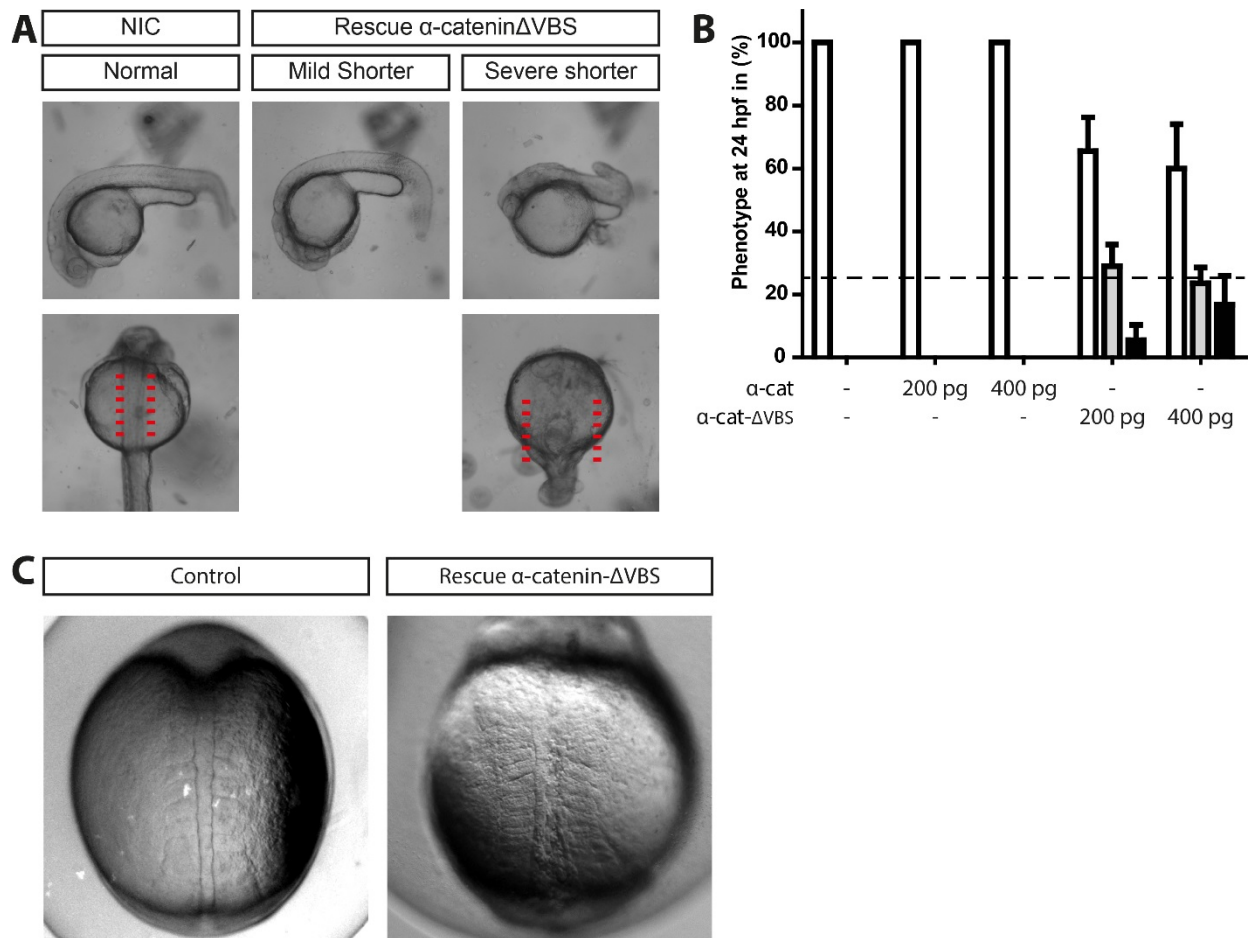 A
NIC
Rescue α-cateninΔVBS
Normal
Mild Shorter
Severe shorter
B
Phenotype at 24 hpf in (%)
100
80
60
40
20
0
α-cat - 200 pg 400 pg - -
α-cat-ΔVBS - - - 200 pg 400 pg
C
Control
Rescue α-catenin-ΔVBS